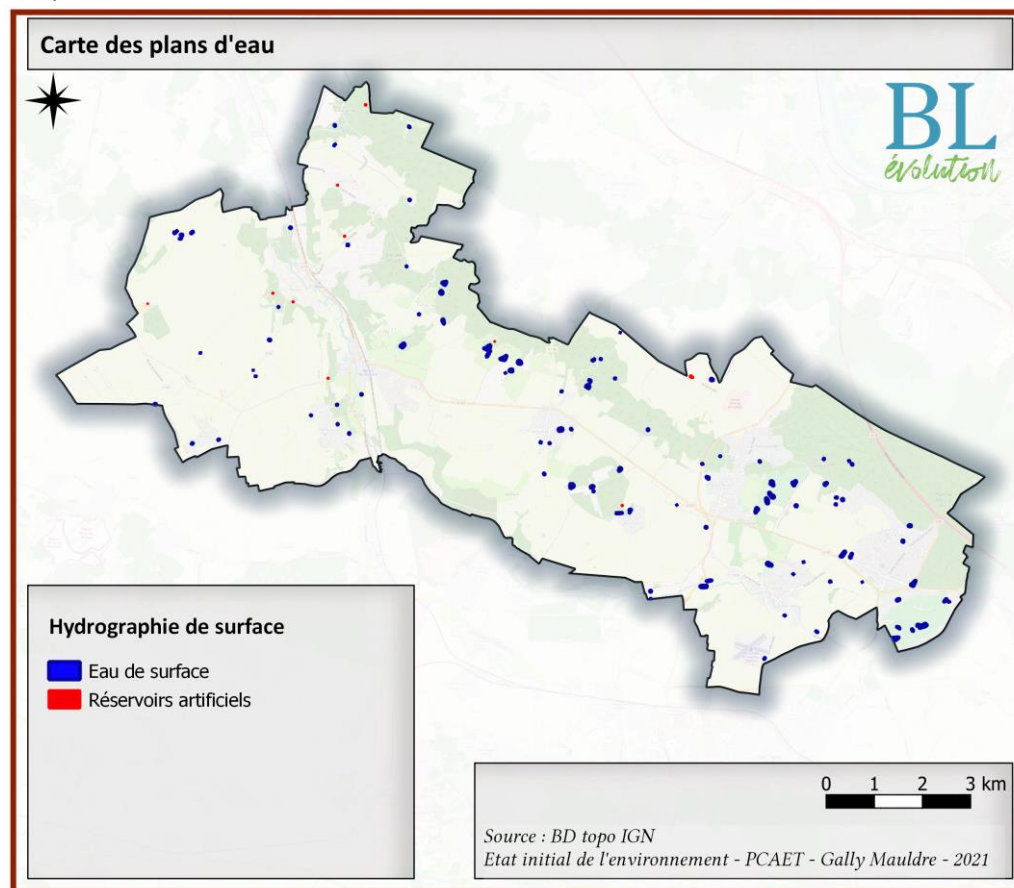 Carte des plans d'eau
BL
évolution
Hydrographie de surface
Eau de surface
Réservoirs artificiels
0 1 2 3 km
Source : BD topo IGN
Etat initial de l'environnement - PCAET - Gally Mauldre - 2021